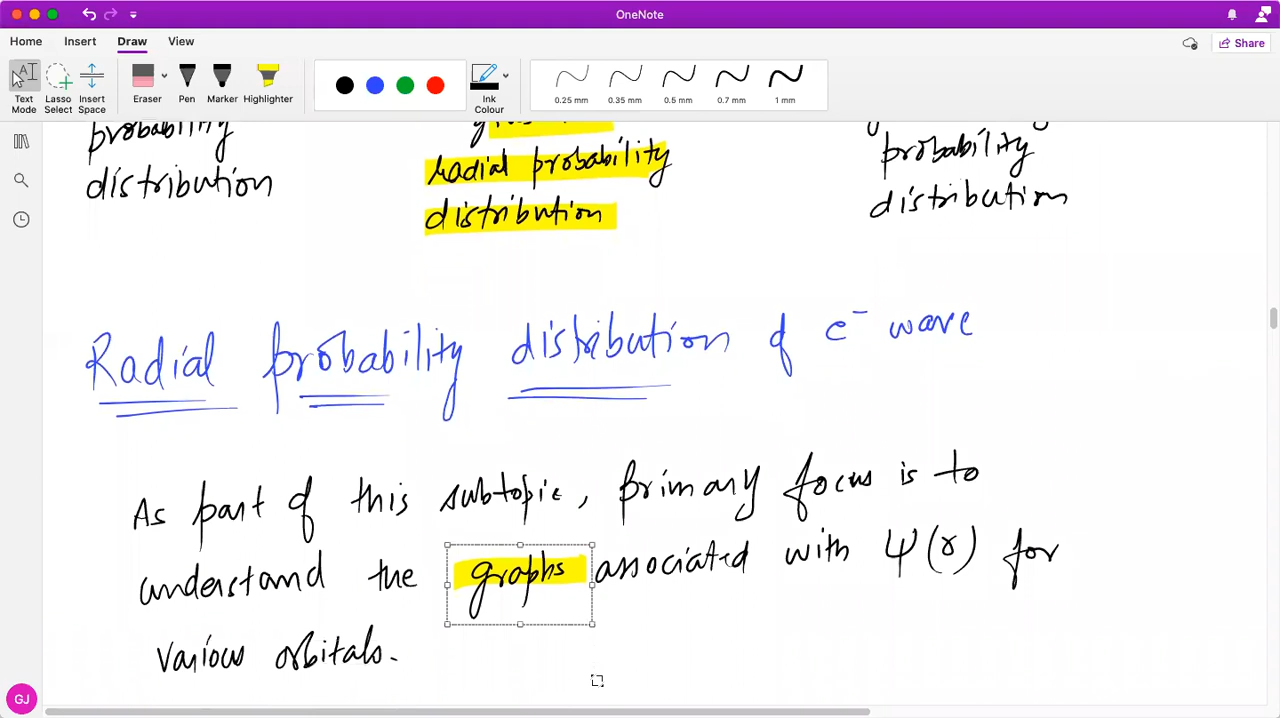 OneNote
Home Insert Draw View
Share
Text Mode
Lasso Select
Insert Space
Eraser
Pen
Marker
Highlighter
Ink Colour
0.25 mm 0.35 mm 0.5 mm 0.7 mm 1 mm
probability
distribution
radial probability
distribution
probability
distribution
Radial probability distribution of e⁻ wave
As part of this subtopic, primary focus is to
understand the graphs associated with ψ(r) for
various orbitals.
GJ